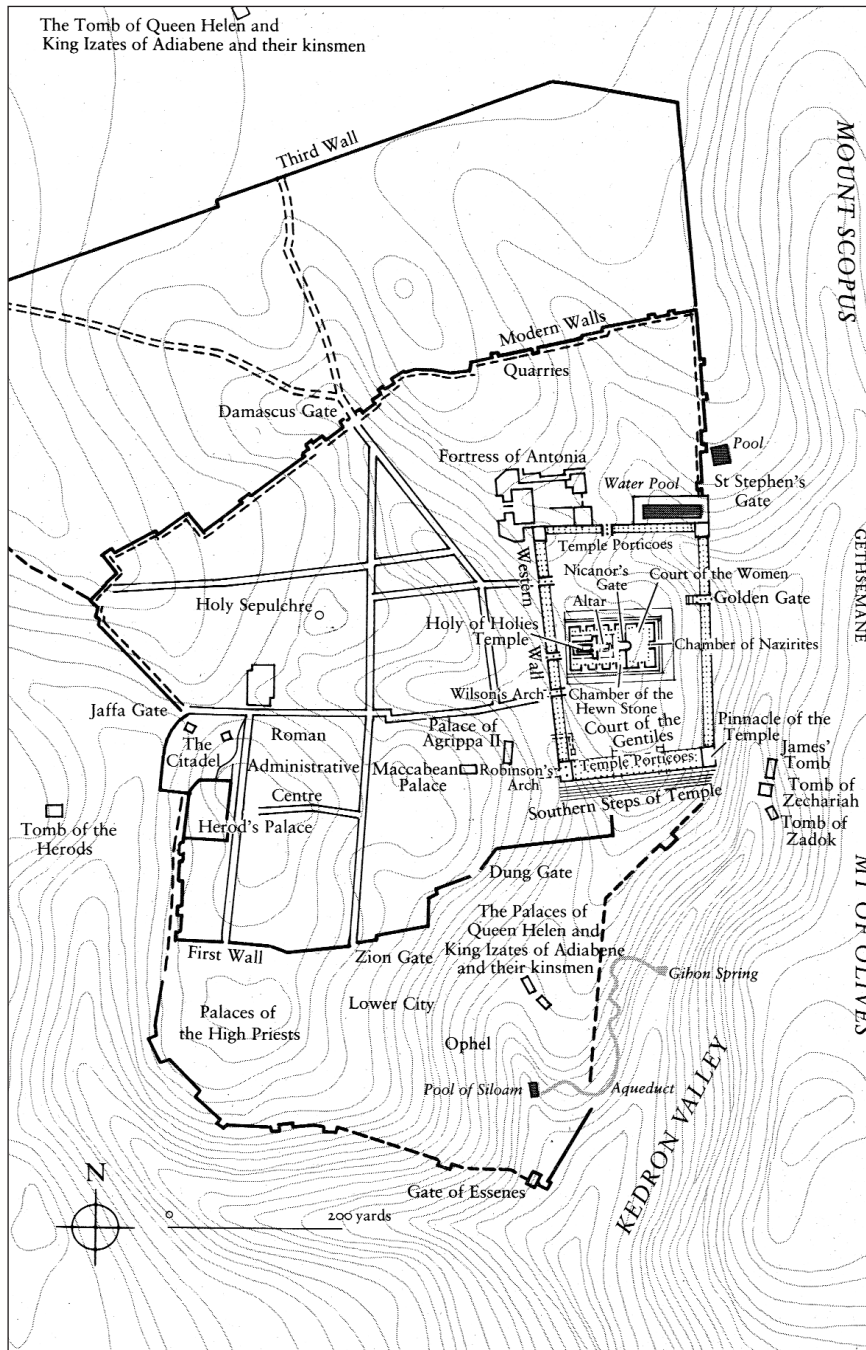 The Tomb of Queen Helen and
King Izates of Adiabene and their kinsmen
Third Wall
MOUNT SCOPUS
Modern Walls
Quarries
Damascus Gate
Fortress of Antonia
Pool
Water Pool
St Stephen's
Gate
GETHSEMANE
Temple Porticoes
Western Wall
Nicanor's
Gate
Court of the Women
Altar
Golden Gate
Holy Sepulchre
Holy of Holies
Temple
Chamber of Nazirites
Wilson's Arch
Chamber of the
Hewn Stone
Jaffa Gate
The
Citadel
Roman
Administrative
Centre
Palace of
Agrippa II
Court of the
Gentiles
Pinnacle of the
Temple
Maccabean
Palace
Robinson's
Arch
Temple Porticoes
James'
Tomb
Tomb of
Zechariah
Tomb of
Zadok
Southern Steps of Temple
Tomb of the
Herods
Herod's Palace
Dung Gate
MT OF OLIVES
The Palaces of
Queen Helen and
King Izates of Adiabene
and their kinsmen
First Wall
Zion Gate
Gihon Spring
Lower City
Palaces of
the High Priests
Ophel
Pool of Siloam
Aqueduct
KEDRON VALLEY
Gate of Essenes
N
0
200 yards